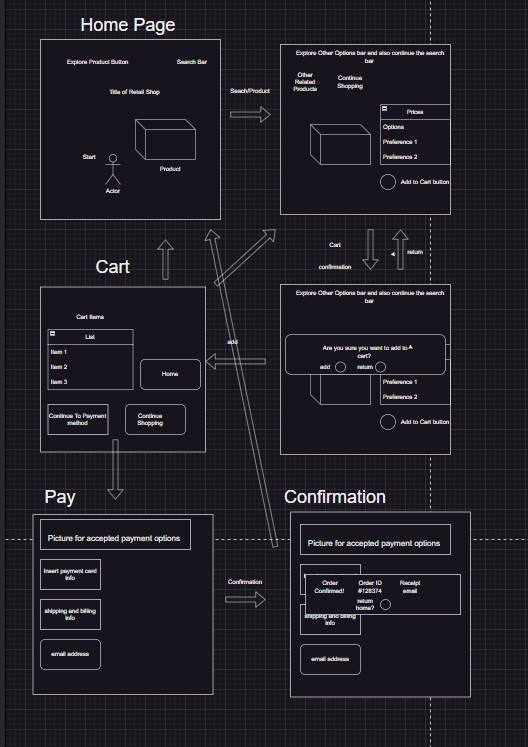 Home Page
Explore Product Button
Search Bar
Title of Retail Shop
Start
Actor
Product
Seach/Product
Explore Other Options bar and also continue the search
bar
Other
Related
Products
Continue
Shopping
Prices
Options
Preference 1
Preference 2
Add to Cart button
Cart
confirmation
return
Cart
Cart Items
List
Item 1
Item 2
Item 3
Home
Continue To Payment
method
Continue
Shopping
add
Explore Other Options bar and also continue the search
bar
Are you sure you want to add to
cart?
add
return
Preference 1
Preference 2
Add to Cart button
Pay
Picture for accepted payment options
Insert payment card
info
shipping and billing
info
email address
Confirmation
Confirmation
Picture for accepted payment options
Order
Confirmed!
Order ID
#128374
Receipt
email
return
home?
shipping and billing
info
email address